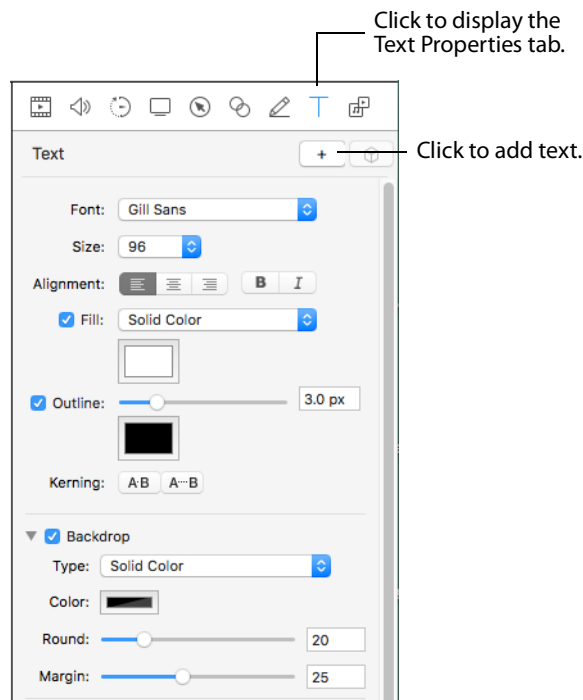 Click to display the
Text Properties tab.
T
Text
+
Click to add text.
Font: Gill Sans
Size: 96
Alignment: B I
Fill: Solid Color
Outline: 3.0 px
Kerning: A·B A···B
Backdrop
Type: Solid Color
Color:
Round: 20
Margin: 25